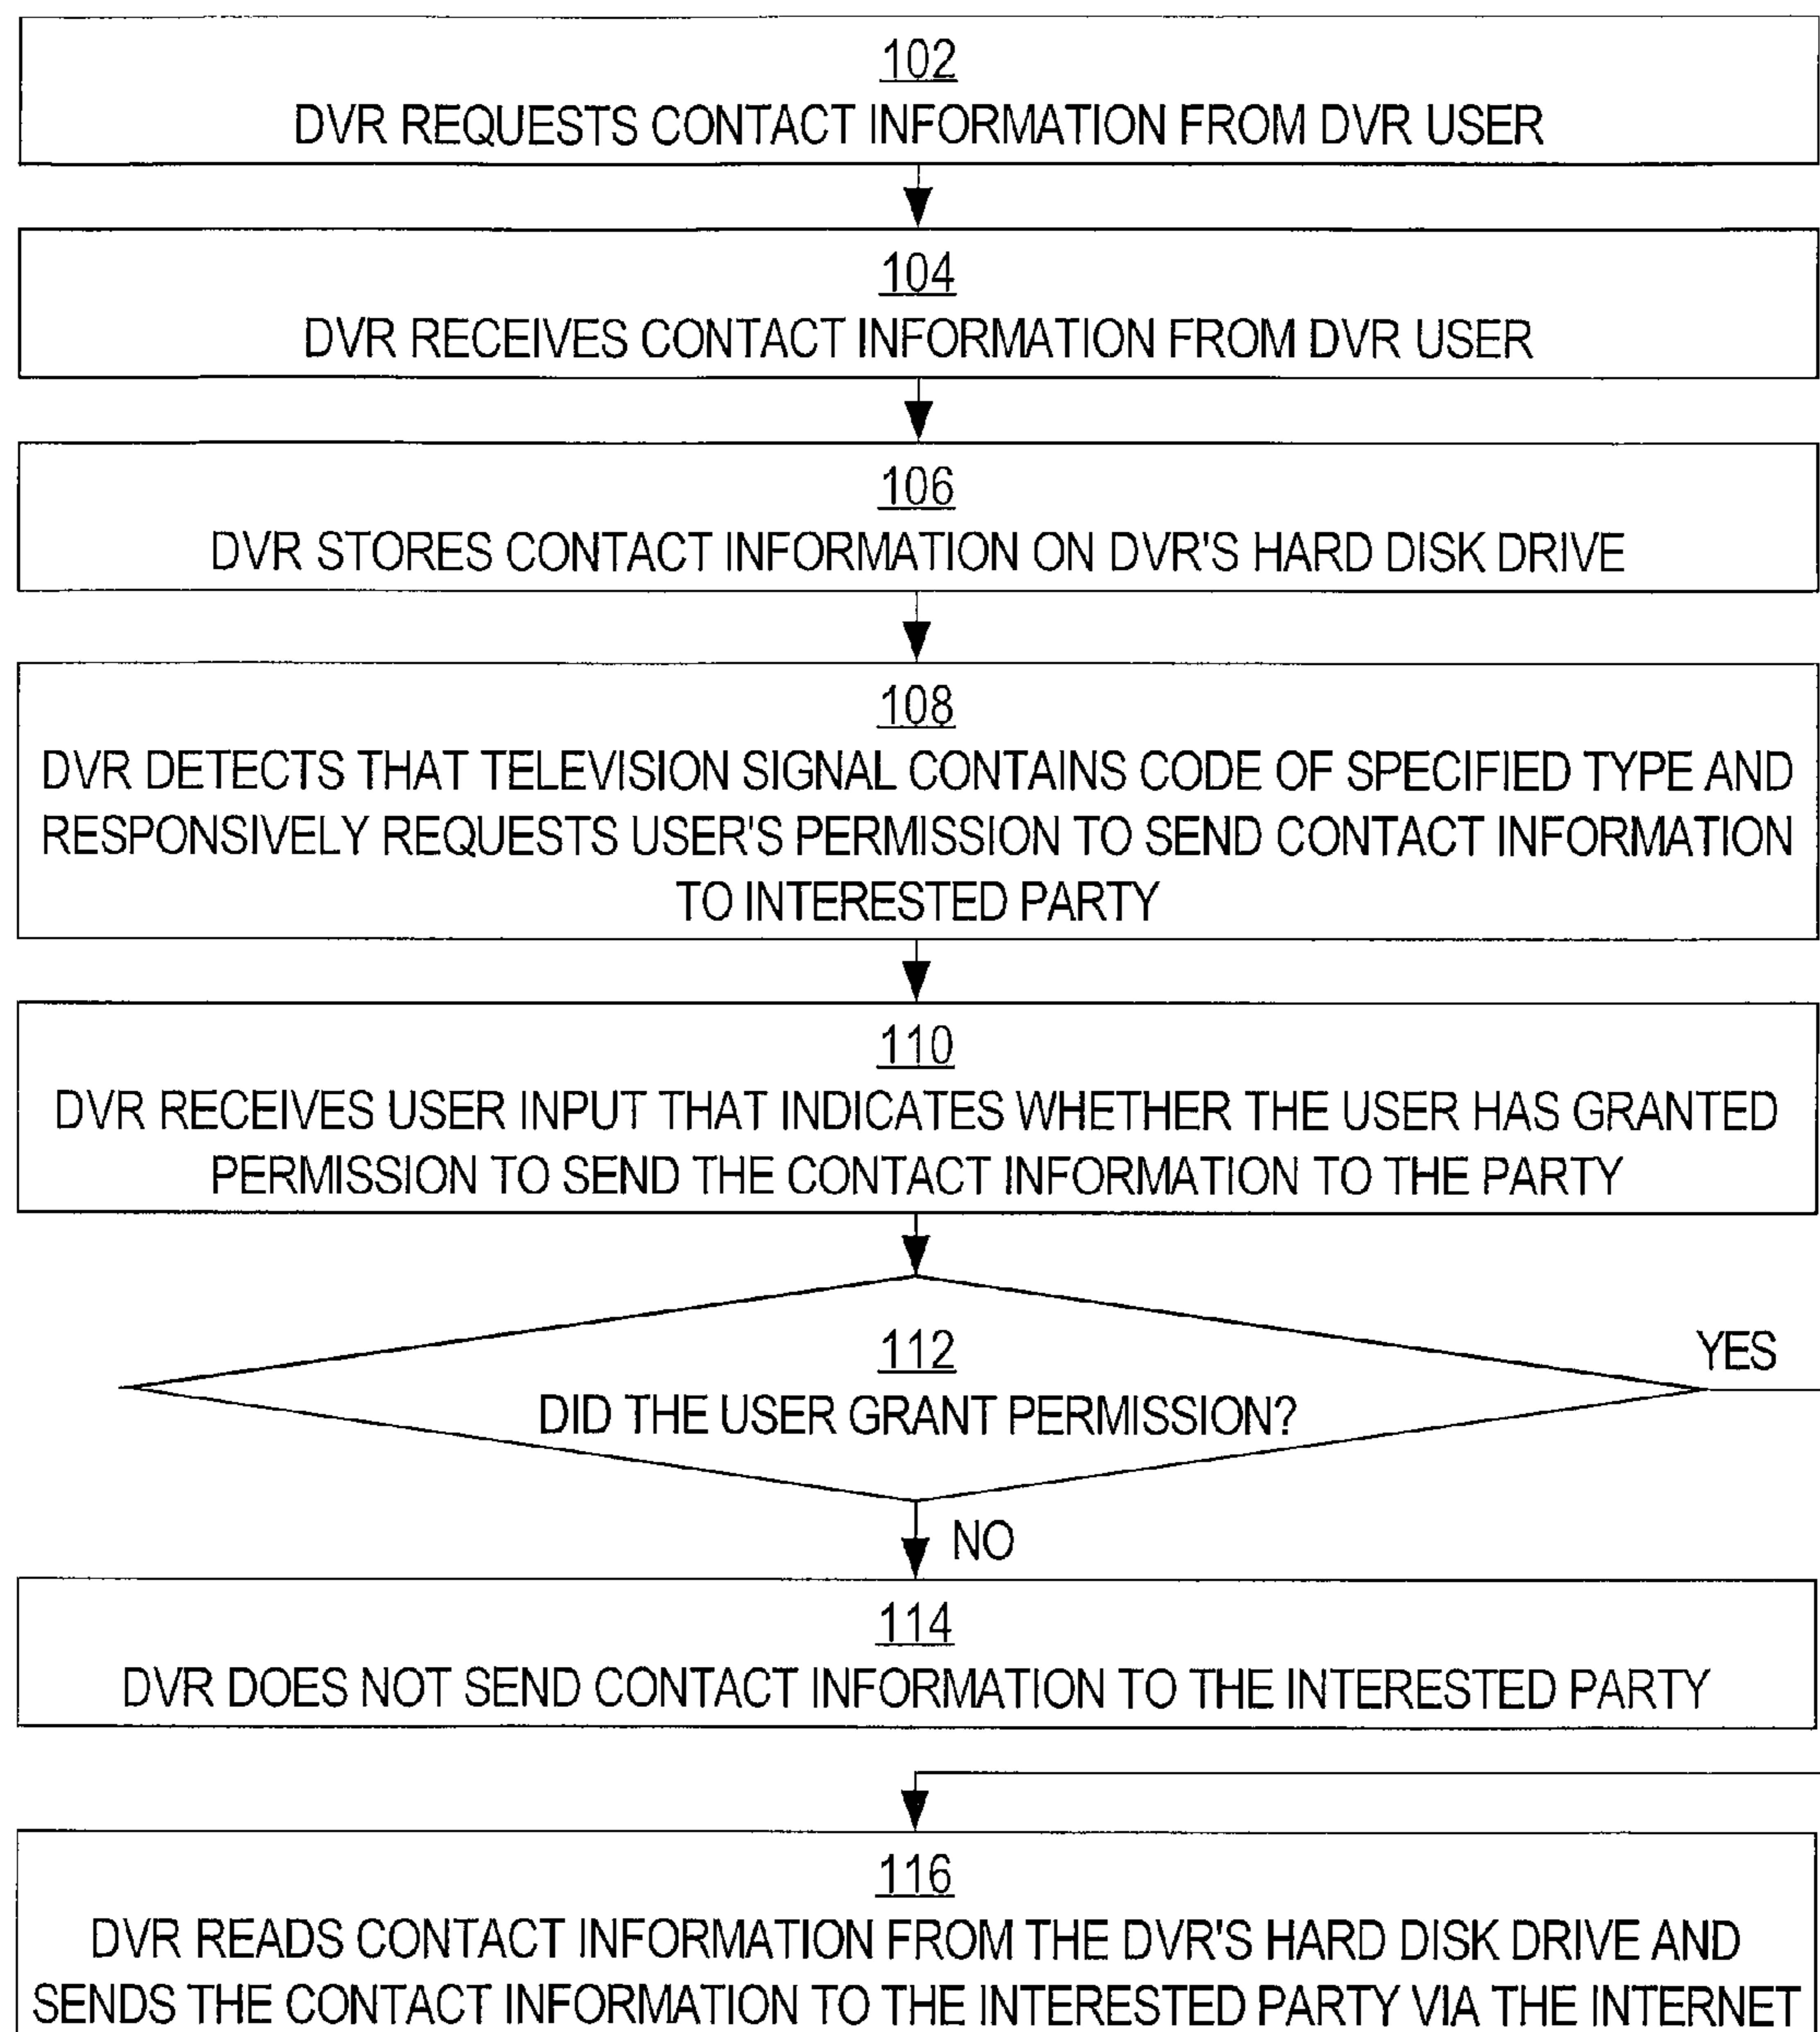 102
DVR REQUESTS CONTACT INFORMATION FROM DVR USER
104
DVR RECEIVES CONTACT INFORMATION FROM DVR USER
106
DVR STORES CONTACT INFORMATION ON DVR'S HARD DISK DRIVE
108
DVR DETECTS THAT TELEVISION SIGNAL CONTAINS CODE OF SPECIFIED TYPE AND
RESPONSIVELY REQUESTS USER'S PERMISSION TO SEND CONTACT INFORMATION
TO INTERESTED PARTY
110
DVR RECEIVES USER INPUT THAT INDICATES WHETHER THE USER HAS GRANTED
PERMISSION TO SEND THE CONTACT INFORMATION TO THE PARTY
112
DID THE USER GRANT PERMISSION?
YES
NO
114
DVR DOES NOT SEND CONTACT INFORMATION TO THE INTERESTED PARTY
116
DVR READS CONTACT INFORMATION FROM THE DVR'S HARD DISK DRIVE AND
SENDS THE CONTACT INFORMATION TO THE INTERESTED PARTY VIA THE INTERNET